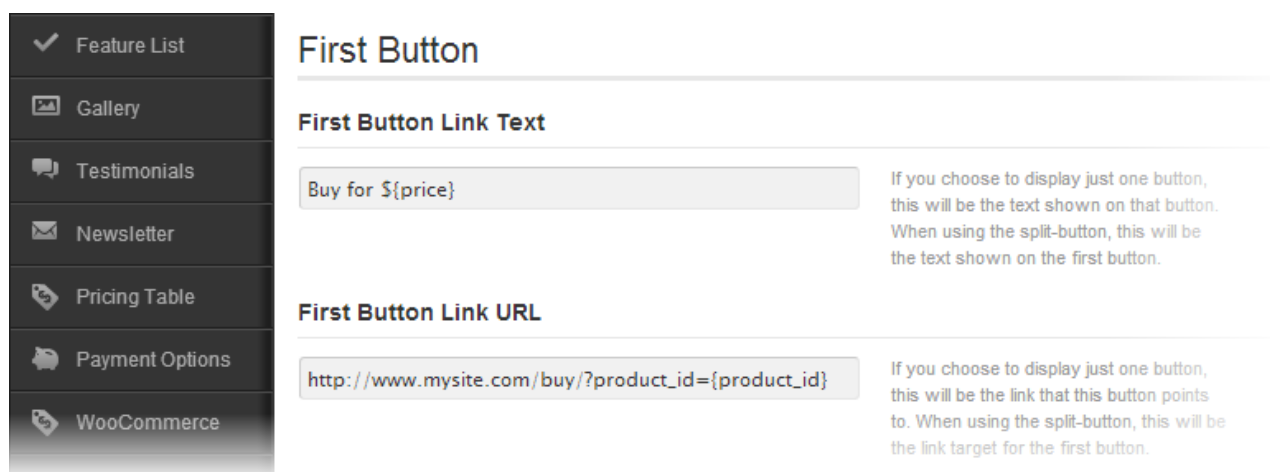 Feature List
Gallery
Testimonials
Newsletter
Pricing Table
Payment Options
WooCommerce
First Button
First Button Link Text
Buy for ${price}
If you choose to display just one button,
this will be the text shown on that button.
When using the split-button, this will be
the text shown on the first button.
First Button Link URL
http://www.mysite.com/buy/?product_id={product_id}
If you choose to display just one button,
this will be the link that this button points
to. When using the split-button, this will be
the link target for the first button.